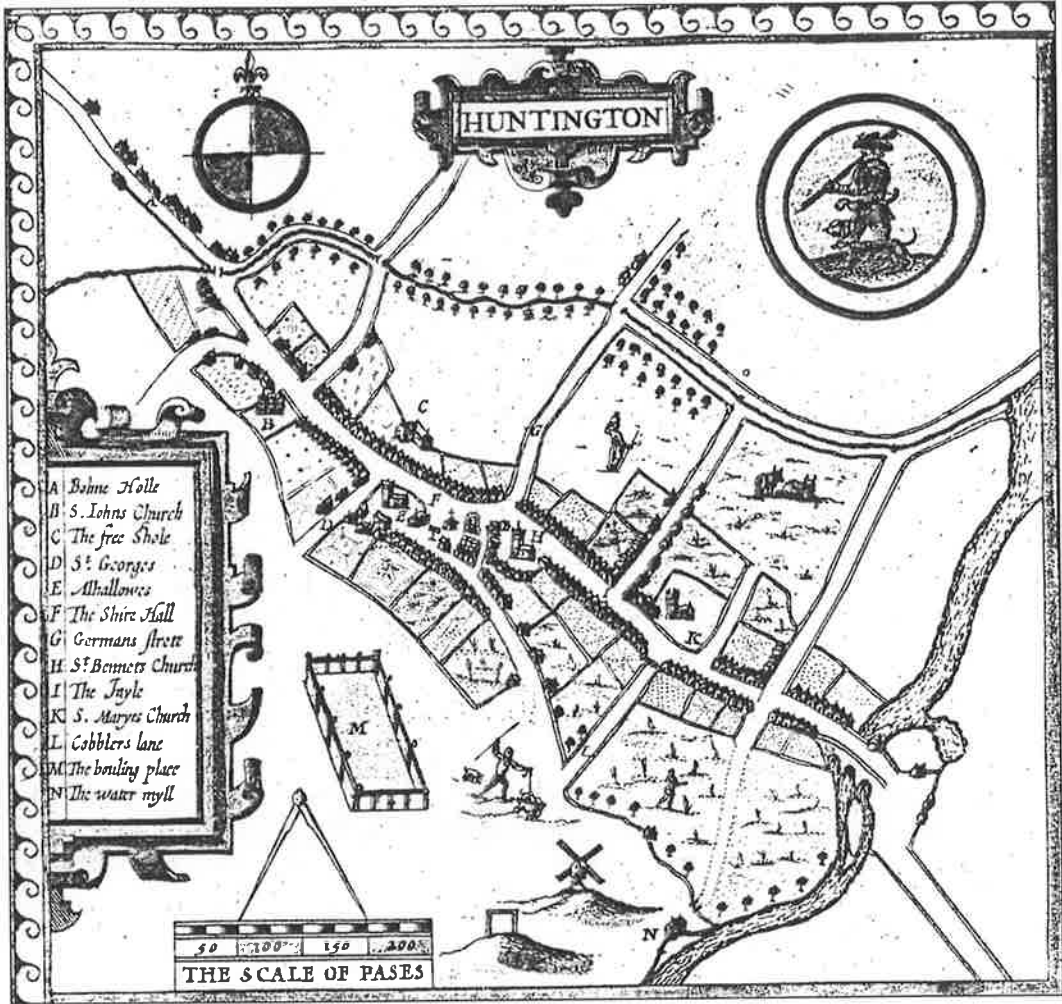 HUNTINGTON
A
B
C
G
F
D
E
H
I
K
M
N
A Balme Holle
B S. Iohns Church
C The free Shole
D St. Georges
E Alhallowes
F The Shire Hall
G Germans strete
H St. Bennets Church
I The Jayle
K S. Maryes Church
L Cobblers lane
M The bouling place
N The water myll
50 100 150 200
THE SCALE OF PASES